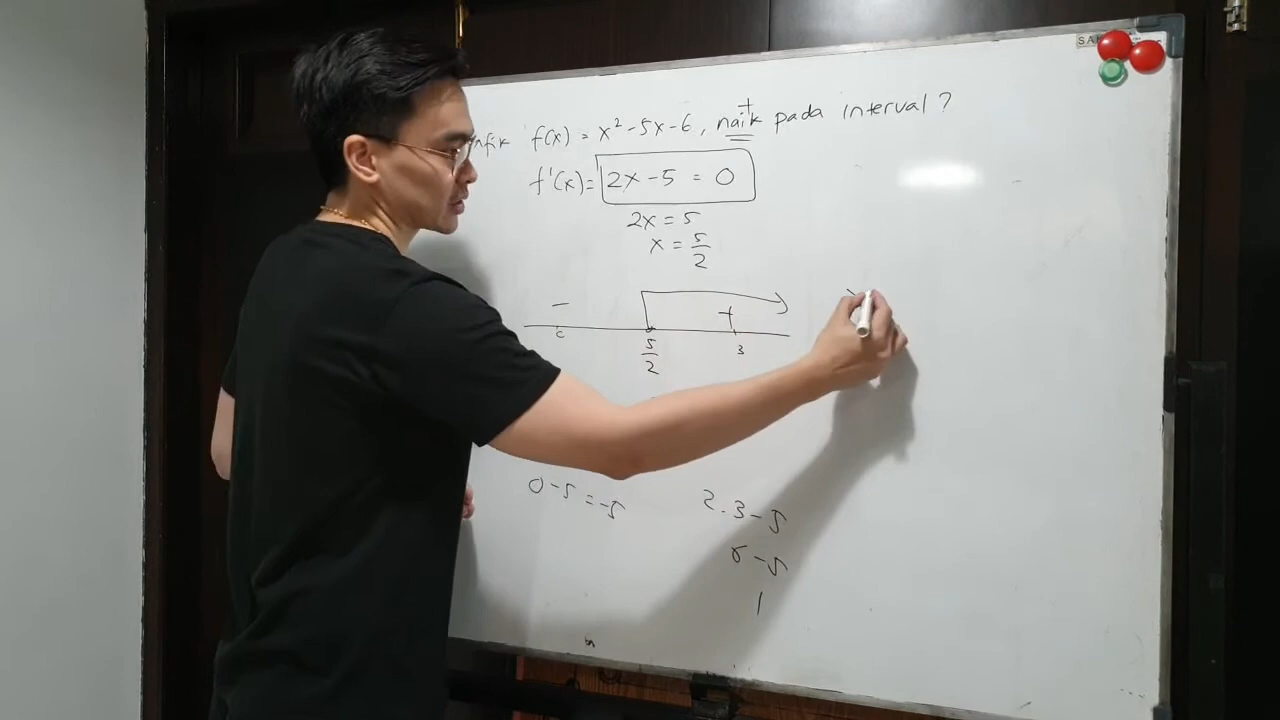 f(x) = x² - 5x - 6, naik pada interval ?
+
f'(x) = 2x - 5 = 0
2x = 5
x = 5/2
− +
5/2 3
0 - 5 = -5
2.3 - 5
6 - 5
1